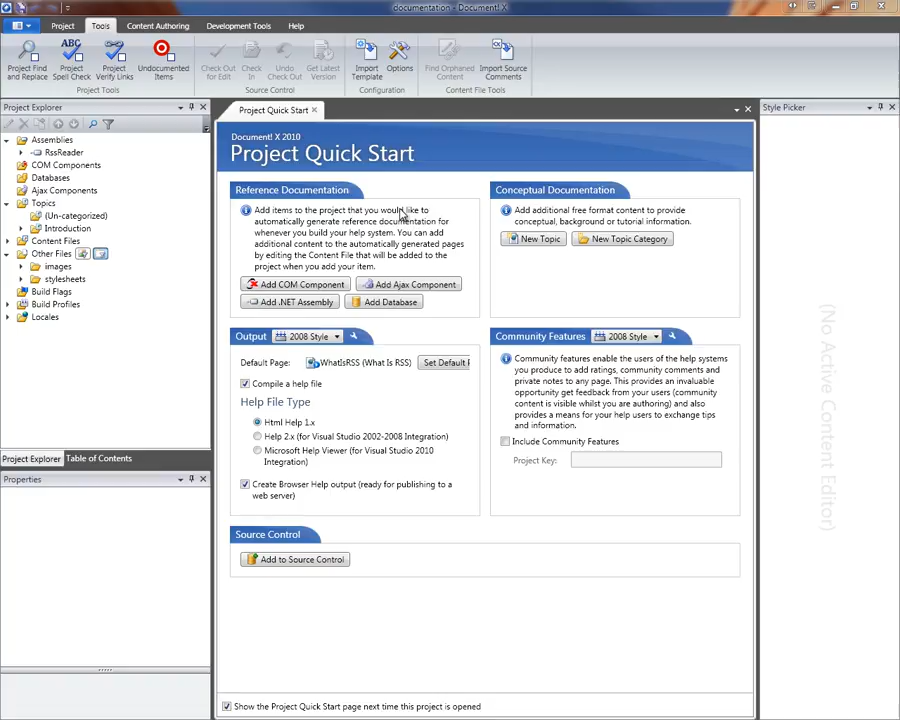 documentation - Document! X
Project
Tools
Content Authoring
Development Tools
Help
Project Find
and Replace
ABC
Project
Spell Check
Project
Verify Links
Undocumented
Items
Check Out
for Edit
Check
In
Undo
Check Out
Get Latest
Version
Import
Template
Options
Find Orphaned
Content
Import Source
Comments
Project Tools
Source Control
Configuration
Content File Tools
Project Explorer
Assemblies
RssReader
COM Components
Databases
Ajax Components
Topics
(Un-categorized)
Introduction
Content Files
Other Files
images
stylesheets
Build Flags
Build Profiles
Locales
Project Explorer
Table of Contents
Properties
Project Quick Start
Document! X 2010
Project Quick Start
Reference Documentation
Add items to the project that you would like to
automatically generate reference documentation for
whenever you build your help system. You can add
additional content to the automatically generated pages
by editing the Content File that will be added to the
project when you add your item.
Add COM Component
Add Ajax Component
Add .NET Assembly
Add Database
Conceptual Documentation
Add additional free format content to provide
conceptual, background or tutorial information.
New Topic
New Topic Category
Output
2008 Style
Default Page:
WhatIsRSS (What Is RSS)
Set Default
Compile a help file
Help File Type
Html Help 1.x
Help 2.x (for Visual Studio 2002-2008 Integration)
Microsoft Help Viewer (for Visual Studio 2010
Integration)
Create Browser Help output (ready for publishing to a
web server)
Community Features
2008 Style
Community features enable the users of the help systems
you produce to add ratings, community comments and
private notes to any page. This provides an invaluable
opportunity get feedback from your users (community
content is visible whilst you are authoring) and also
provides a means for your help users to exchange tips
and information.
Include Community Features
Project Key:
Source Control
Add to Source Control
Show the Project Quick Start page next time this project is opened
Style Picker
(No Active Content Editor)